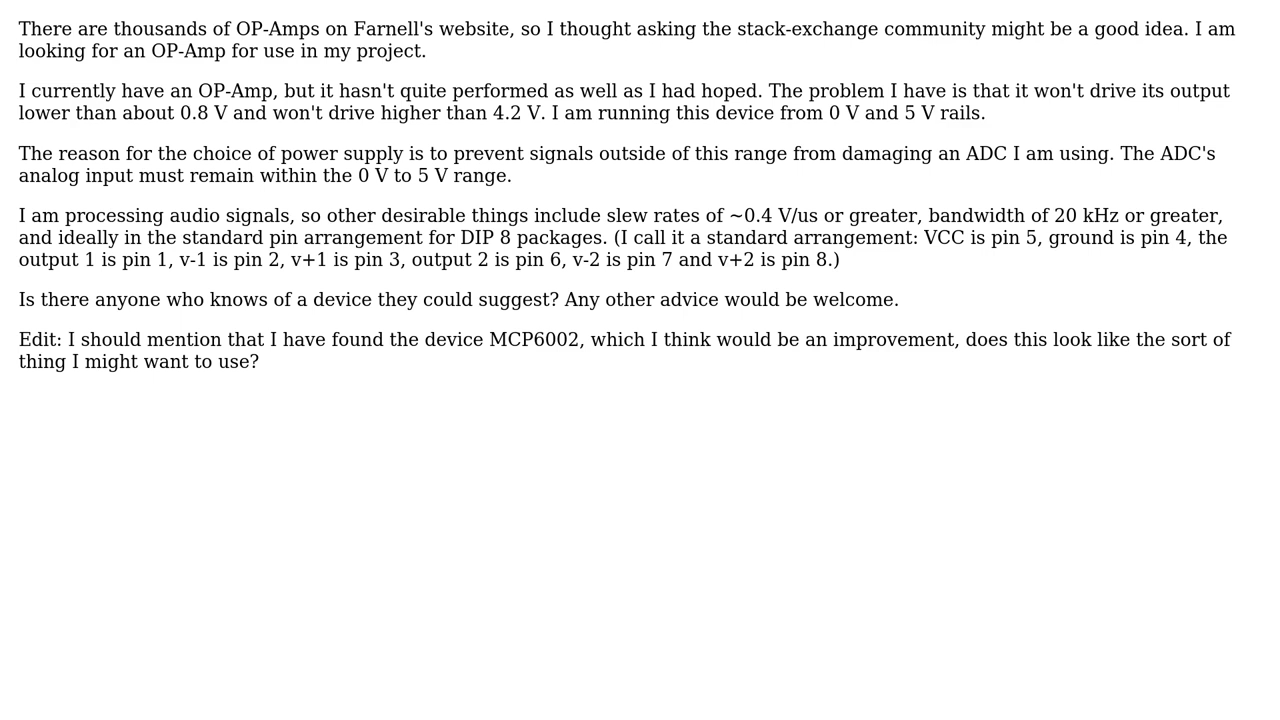 There are thousands of OP-Amps on Farnell's website, so I thought asking the stack-exchange community might be a good idea. I am
looking for an OP-Amp for use in my project.
I currently have an OP-Amp, but it hasn't quite performed as well as I had hoped. The problem I have is that it won't drive its output
lower than about 0.8 V and won't drive higher than 4.2 V. I am running this device from 0 V and 5 V rails.
The reason for the choice of power supply is to prevent signals outside of this range from damaging an ADC I am using. The ADC's
analog input must remain within the 0 V to 5 V range.
I am processing audio signals, so other desirable things include slew rates of ~0.4 V/us or greater, bandwidth of 20 kHz or greater,
and ideally in the standard pin arrangement for DIP 8 packages. (I call it a standard arrangement: VCC is pin 5, ground is pin 4, the
output 1 is pin 1, v-1 is pin 2, v+1 is pin 3, output 2 is pin 6, v-2 is pin 7 and v+2 is pin 8.)
Is there anyone who knows of a device they could suggest? Any other advice would be welcome.
Edit: I should mention that I have found the device MCP6002, which I think would be an improvement, does this look like the sort of
thing I might want to use?